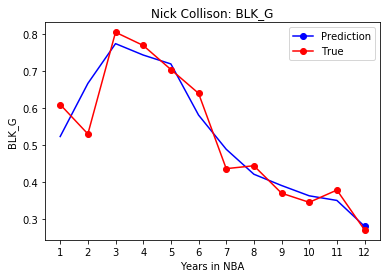 Nick Collison: BLK_G
Prediction
True
BLK_G
0.8
0.7
0.6
0.5
0.4
0.3
1 2 3 4 5 6 7 8 9 10 11 12
Years in NBA